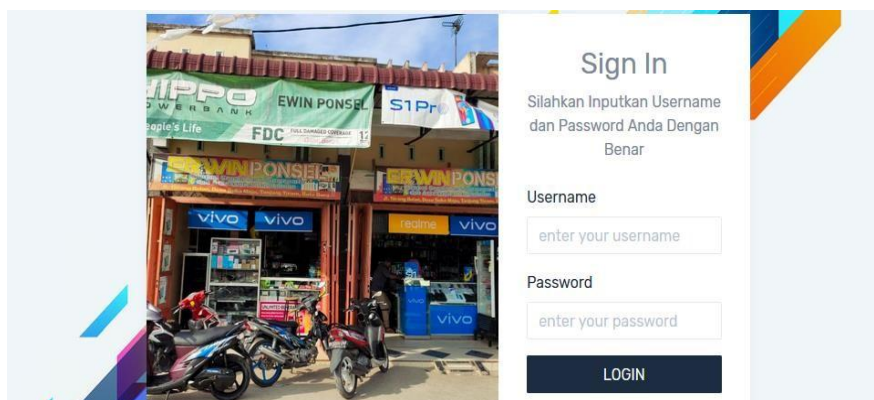 HIPPO
POWERBANK
people's Life
EWIN PONSEL
FDC FULL DAMAGED COVERAGE
S1Pro
ERWIN PONSEL
ERWIN PONSEL
vivo
vivo
realme
vivo
vivo
vivo
Sign In
Silahkan Inputkan Username
dan Password Anda Dengan
Benar
Username
enter your username
Password
enter your password
LOGIN